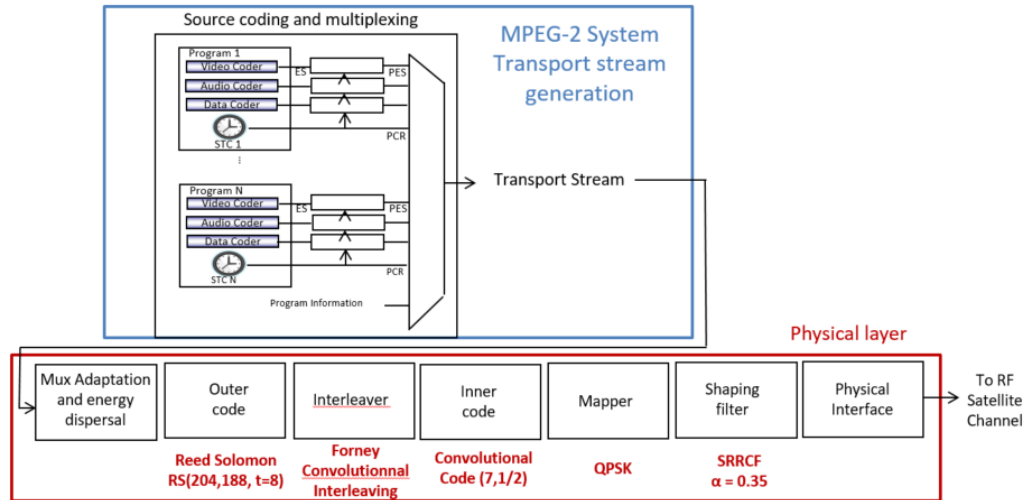 Source coding and multiplexing
MPEG-2 System
Transport stream
generation
Program 1
Video Coder
ES
PES
Audio Coder
Data Coder
STC 1
PCR
...
Transport Stream
Program N
Video Coder
ES
PES
Audio Coder
Data Coder
STC N
PCR
Program Information
Physical layer
Mux Adaptation
and energy
dispersal
Outer
code
Interleaver
Inner
code
Mapper
Shaping
filter
Physical
Interface
To RF
Satellite
Channel
Reed Solomon
RS(204,188, t=8)
Forney
Convolutionnal
Interleaving
Convolutional
Code (7,1/2)
QPSK
SRRCF
α = 0.35